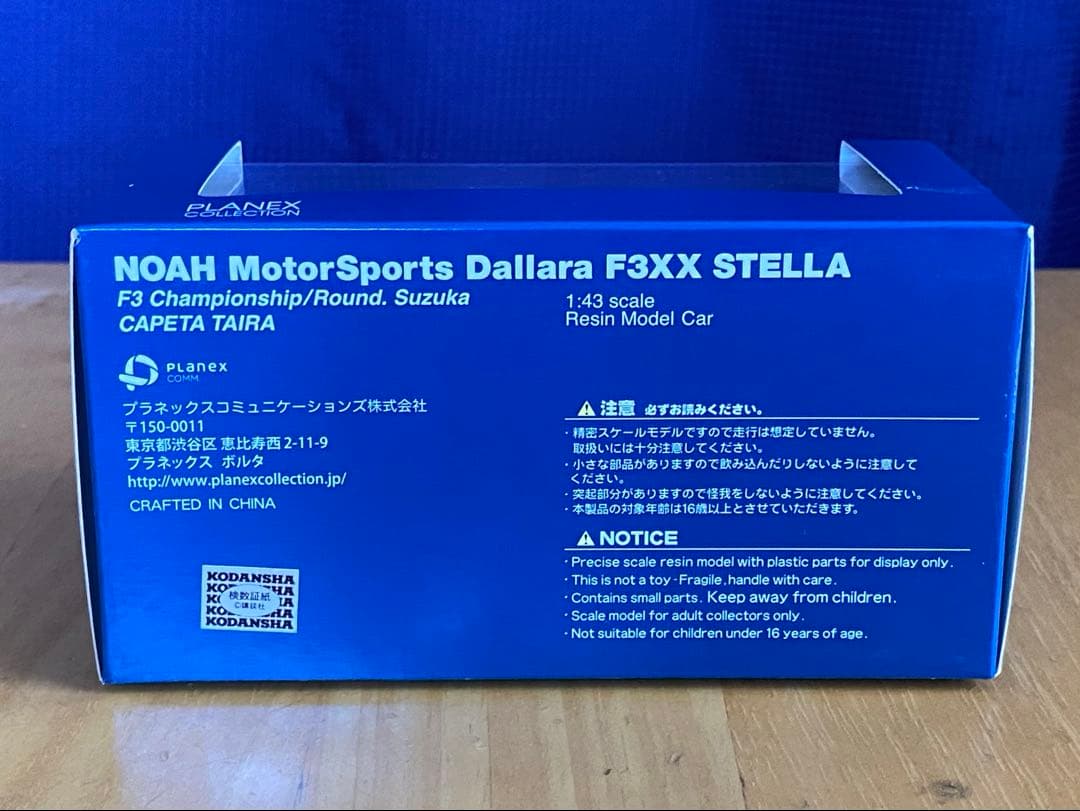 PLANEX
COLLECTION
NOAH MotorSports Dallara F3XX STELLA
F3 Championship/Round. Suzuka
CAPETA TAIRA
1:43 scale
Resin Model Car
PLanex
COMM.
プラネックスコミュニケーションズ株式会社
〒150-0011
東京都渋谷区 恵比寿西2-11-9
プラネックス ボルタ
http://www.planexcollection.jp/
CRAFTED IN CHINA
KODANSHA
検数証紙
©講談社
KODANSHA
注意 必ずお読みください。
・精密スケールモデルですので走行は想定していません。
取扱いには十分注意してください。
・小さな部品がありますので飲み込んだりしないように注意して
ください。
・突起部分がありますので怪我をしないように注意してください。
・本製品の対象年齢は16歳以上とさせていただきます。
NOTICE
・Precise scale resin model with plastic parts for display only.
・This is not a toy - Fragile, handle with care.
・Contains small parts. Keep away from children.
・Scale model for adult collectors only.
・Not suitable for children under 16 years of age.